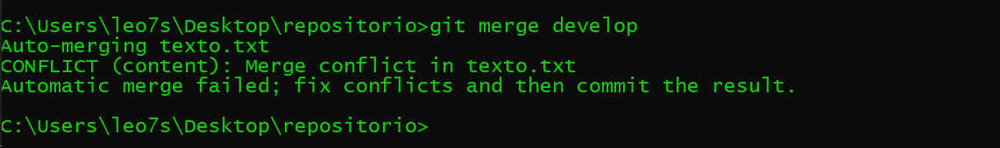 C:\Users\leo7s\Desktop\repositorio>git merge develop
Auto-merging texto.txt
CONFLICT (content): Merge conflict in texto.txt
Automatic merge failed; fix conflicts and then commit the result.
C:\Users\leo7s\Desktop\repositorio>